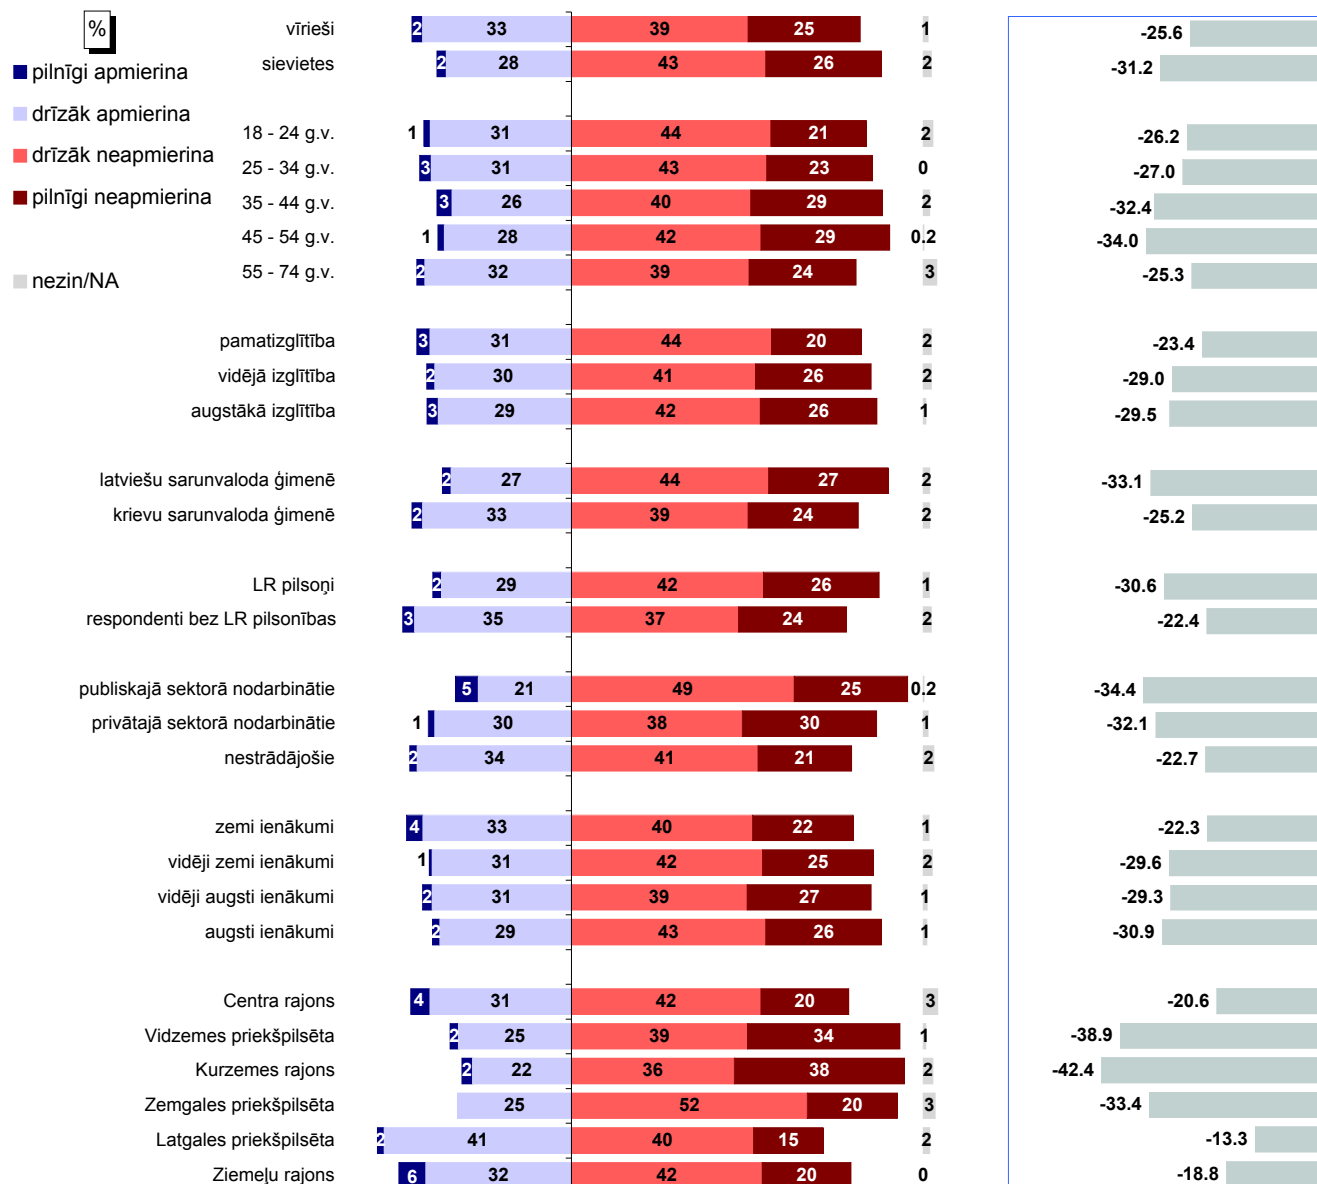 %
pilnīgi apmierina
drīzāk apmierina
drīzāk neapmierina
pilnīgi neapmierina
nezin/NA
vīrieši 2 33 39 25 1 -25.6
sievietes 2 28 43 26 2 -31.2
18 - 24 g.v. 1 31 44 21 2 -26.2
25 - 34 g.v. 3 31 43 23 0 -27.0
35 - 44 g.v. 3 26 40 29 2 -32.4
45 - 54 g.v. 1 28 42 29 0.2 -34.0
55 - 74 g.v. 2 32 39 24 3 -25.3
pamatizglītība 3 31 44 20 2 -23.4
vidējā izglītība 2 30 41 26 2 -29.0
augstākā izglītība 3 29 42 26 1 -29.5
latviešu sarunvaloda ģimenē 2 27 44 27 2 -33.1
krievu sarunvaloda ģimenē 2 33 39 24 2 -25.2
LR pilsoņi 2 29 42 26 1 -30.6
respondenti bez LR pilsonības 3 35 37 24 2 -22.4
publiskajā sektorā nodarbinātie 5 21 49 25 0.2 -34.4
privātajā sektorā nodarbinātie 1 30 38 30 1 -32.1
nestrādājošie 2 34 41 21 2 -22.7
zemi ienākumi 4 33 40 22 1 -22.3
vidēji zemi ienākumi 1 31 42 25 2 -29.6
vidēji augsti ienākumi 2 31 39 27 1 -29.3
augsti ienākumi 2 29 43 26 1 -30.9
Centra rajons 4 31 42 20 3 -20.6
Vidzemes priekšpilsēta 2 25 39 34 1 -38.9
Kurzemes rajons 2 22 36 38 2 -42.4
Zemgales priekšpilsēta 25 52 20 3 -33.4
Latgales priekšpilsēta 2 41 40 15 2 -13.3
Ziemeļu rajons 6 32 42 20 0 -18.8